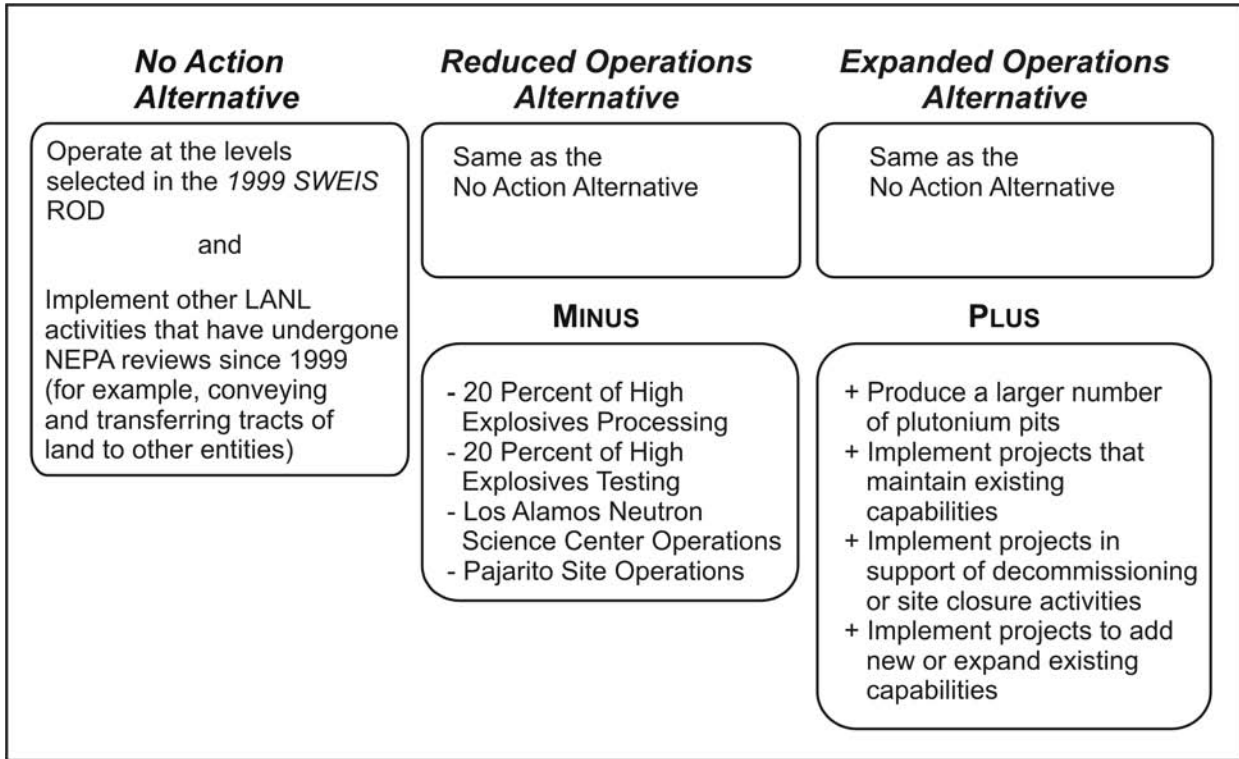 No Action
Alternative
Operate at the levels
selected in the 1999 SWEIS
ROD
and
Implement other LANL
activities that have undergone
NEPA reviews since 1999
(for example, conveying
and transferring tracts of
land to other entities)
Reduced Operations
Alternative
Same as the
No Action Alternative
MINUS
- 20 Percent of High
Explosives Processing
- 20 Percent of High
Explosives Testing
- Los Alamos Neutron
Science Center Operations
- Pajarito Site Operations
Expanded Operations
Alternative
Same as the
No Action Alternative
PLUS
+ Produce a larger number
of plutonium pits
+ Implement projects that
maintain existing
capabilities
+ Implement projects in
support of decommissioning
or site closure activities
+ Implement projects to add
new or expand existing
capabilities